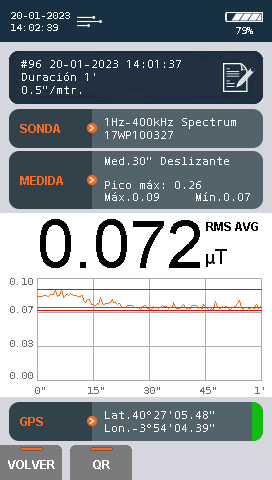 20-01-2023
14:02:39
79%
#96 20-01-2023 14:01:37
Duración 1'
0.5"/mtr.
SONDA
1Hz-400kHz Spectrum
17WP100327
MEDIDA
Med.30" Deslizante
Pico máx: 0.26
Máx.0.09 Mín.0.07
0.072 RMS AVG
µT
0.10
0.07
0.03
0.00
0" 15" 30" 45" 1'
GPS
Lat.40°27'05.48"
Lon.-3°54'04.39"
VOLVER QR